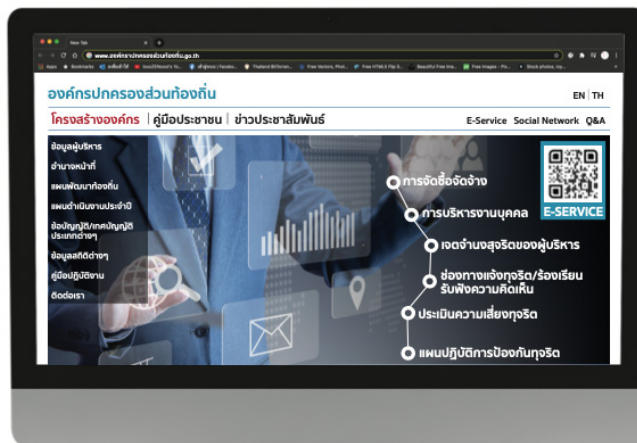 New Tab
www.องค์กรปกครองส่วนท้องถิ่น.go.th
Apps Bookmarks
องค์กรปกครองส่วนท้องถิ่น
EN | TH
โครงสร้างองค์กร | คู่มือประชาชน | ข่าวประชาสัมพันธ์
E-Service Social Network Q&A
ข้อมูลผู้บริหาร
อำนาจหน้าที่
แผนพัฒนาท้องถิ่น
แผนดำเนินงานประจำปี
ข้อบัญญัติ/เทศบัญญัติ
ประเภทต่างๆ
ข้อมูลสถิติต่างๆ
คู่มือปฏิบัติงาน
ติดต่อเรา
การจัดซื้อจัดจ้าง
การบริหารงานบุคคล
E-SERVICE
เจตจำนงสุจริตของผู้บริหาร
ช่องทางแจ้งทุจริต/ร้องเรียน
รับฟังความคิดเห็น
ประเมินความเสี่ยงทุจริต
แผนปฏิบัติการป้องกันทุจริต